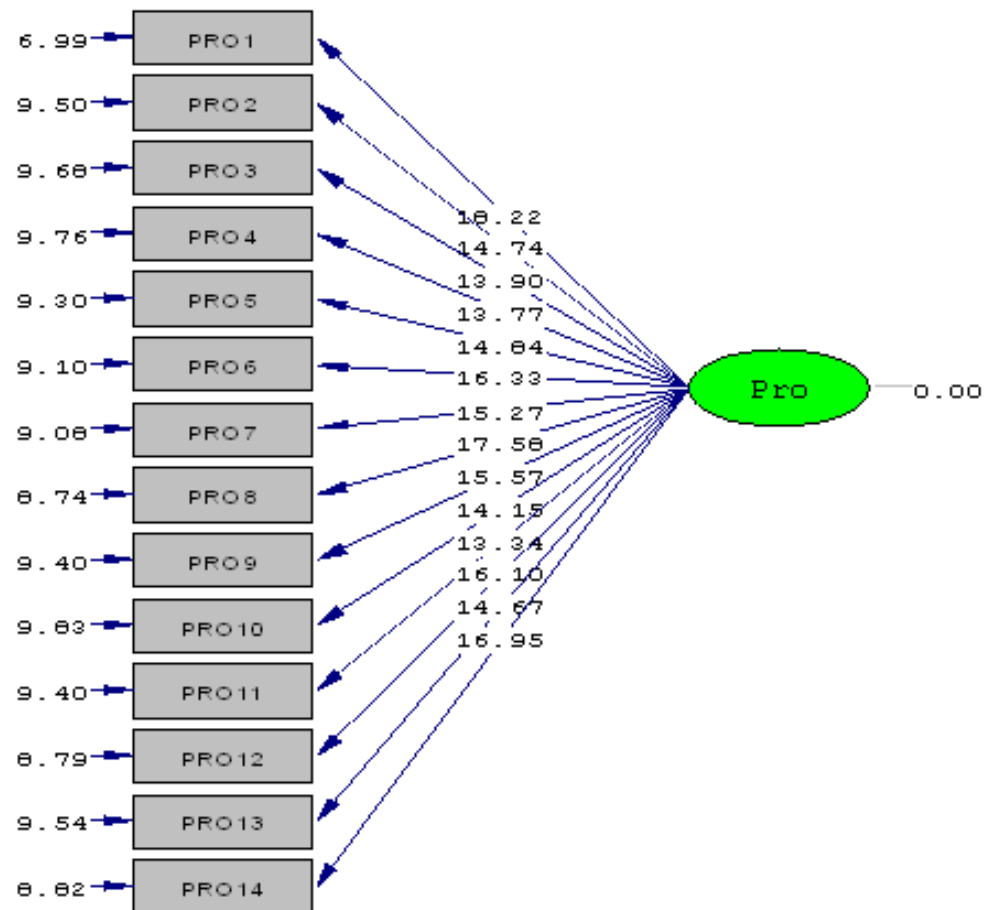 6.99 PRO1
9.50 PRO2
9.68 PRO3
9.76 PRO4
9.30 PRO5
9.10 PRO6
9.08 PRO7
8.74 PRO8
9.40 PRO9
9.83 PRO10
9.40 PRO11
8.79 PRO12
9.54 PRO13
8.82 PRO14
18.22
14.74
13.90
13.77
14.84
16.33
15.27
17.58
15.57
14.15
13.34
16.10
14.67
16.95
Pro
0.00